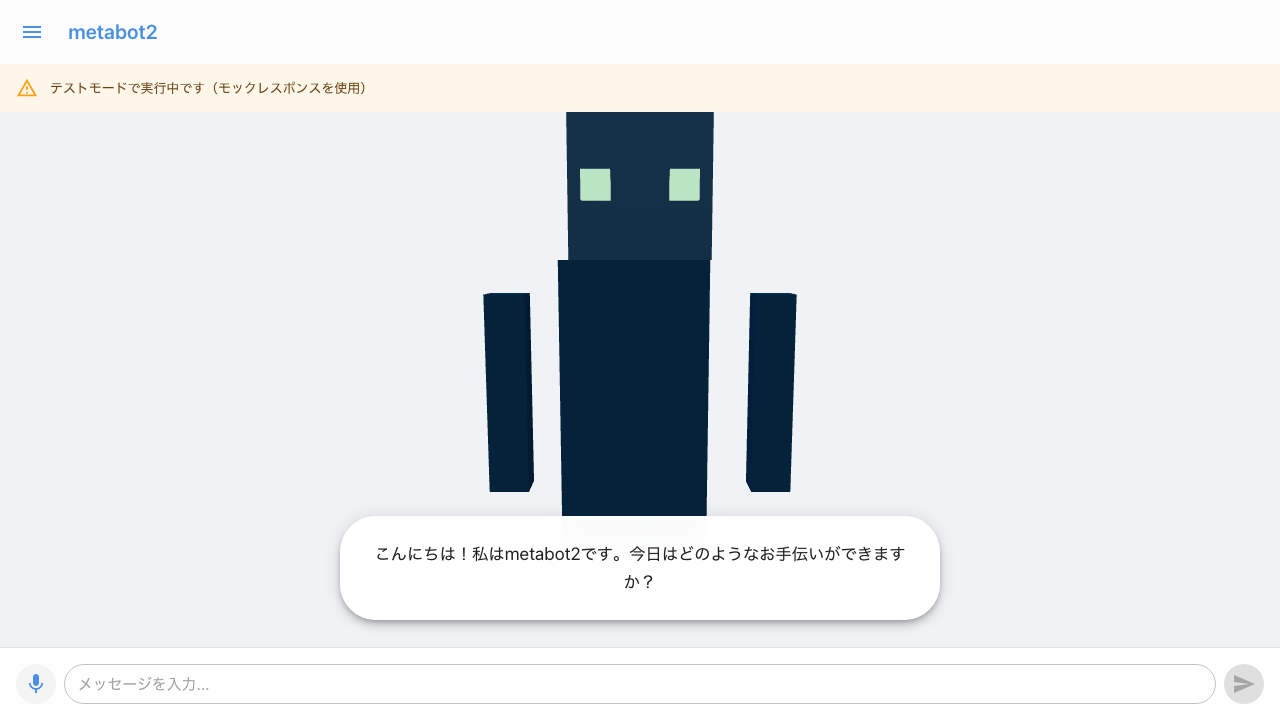 metabot2
テストモードで実行中です（モックレスポンスを使用）
こんにちは！私はmetabot2です。今日はどのようなお手伝いができます
か？
メッセージを入力...